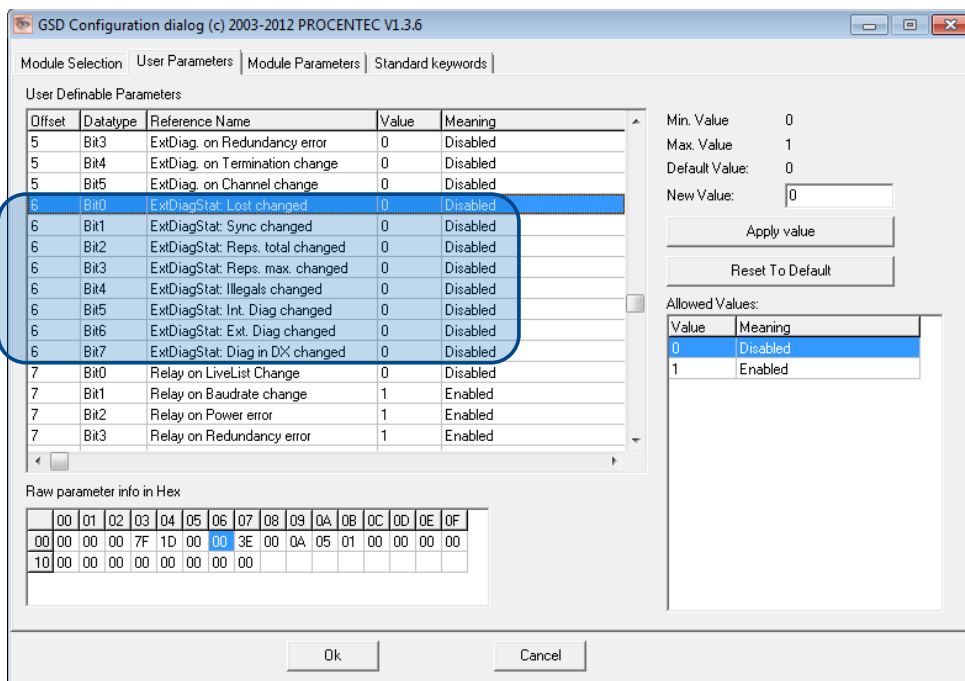 GSD Configuration dialog (c) 2003-2012 PROCENTEC V1.3.6
Module Selection User Parameters Module Parameters Standard keywords
User Definable Parameters
Offset Datatype Reference Name Value Meaning
5 Bit3 ExtDiag. on Redundancy error 0 Disabled
5 Bit4 ExtDiag. on Termination change 0 Disabled
5 Bit5 ExtDiag. on Channel change 0 Disabled
6 Bit0 ExtDiagStat: Lost changed 0 Disabled
6 Bit1 ExtDiagStat: Sync changed 0 Disabled
6 Bit2 ExtDiagStat: Reps. total changed 0 Disabled
6 Bit3 ExtDiagStat: Reps. max. changed 0 Disabled
6 Bit4 ExtDiagStat: Illegals changed 0 Disabled
6 Bit5 ExtDiagStat: Int. Diag changed 0 Disabled
6 Bit6 ExtDiagStat: Ext. Diag changed 0 Disabled
6 Bit7 ExtDiagStat: Diag in DX changed 0 Disabled
7 Bit0 Relay on LiveList Change 0 Disabled
7 Bit1 Relay on Baudrate change 1 Enabled
7 Bit2 Relay on Power error 1 Enabled
7 Bit3 Relay on Redundancy error 1 Enabled
Min. Value 0
Max. Value 1
Default Value: 0
New Value: 0
Apply value
Reset To Default
Allowed Values:
Value Meaning
0 Disabled
1 Enabled
Raw parameter info in Hex
00 01 02 03 04 05 06 07 08 09 0A 0B 0C 0D 0E 0F
00 00 00 00 7F 1D 00 00 3E 00 0A 05 01 00 00 00 00
10 00 00 00 00 00 00 00 00
Ok Cancel